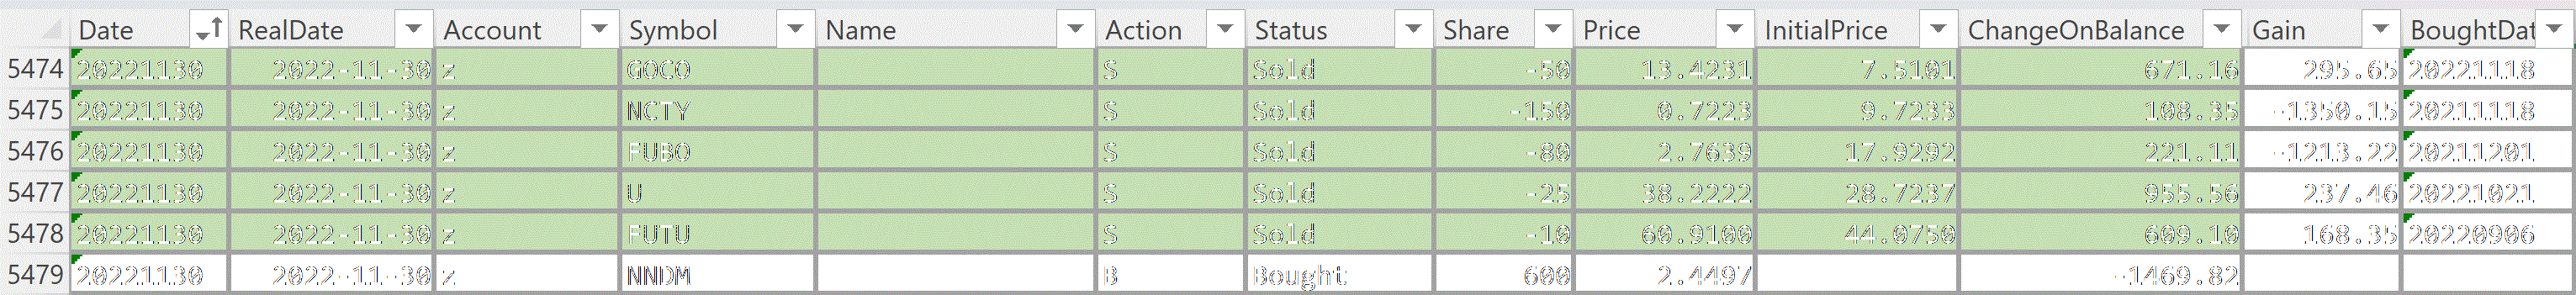 Date RealDate Account Symbol Name Action Status Share Price InitialPrice ChangeOnBalance Gain BoughtDat
5474 20221130 2022-11-30 z GOCO S Sold -50 13.4231 7.5101 671.16 295.65 20221118
5475 20221130 2022-11-30 z NCTY S Sold -150 0.7223 9.7233 108.35 -1350.15 20211118
5476 20221130 2022-11-30 z FUBO S Sold -80 2.7639 17.9292 221.11 -1213.22 20211201
5477 20221130 2022-11-30 z U S Sold -25 38.2222 28.7237 955.56 237.46 20221021
5478 20221130 2022-11-30 z FUTU S Sold -10 60.9100 44.0750 609.10 168.35 20220906
5479 20221130 2022-11-30 z NNDM B Bought 600 2.4497 -1469.82